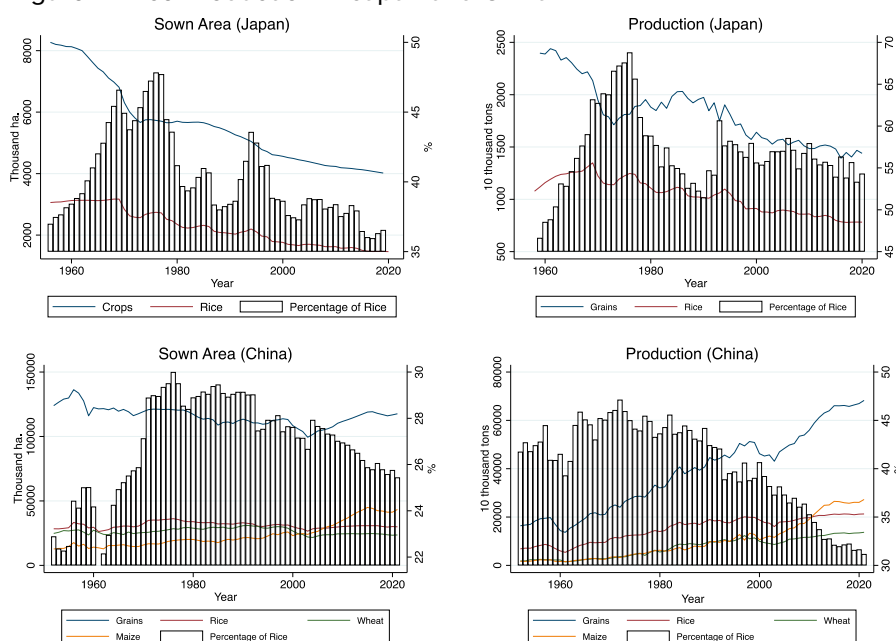 Sown Area (Japan)
8000
6000
4000
2000
Thousand ha.
50
45
40
35
%
1960
1980
2000
2020
Year
Crops
Rice
Percentage of Rice
Production (Japan)
2500
2000
1500
1000
500
10 thousand tons
70
65
60
55
50
45
1960
1980
2000
2020
Year
Grains
Rice
Percentage of Rice
Sown Area (China)
150000
100000
50000
0
Thousand ha.
30
28
26
24
22
%
1960
1980
2000
2020
Year
Grains
Rice
Wheat
Maize
Percentage of Rice
Production (China)
80000
60000
40000
20000
0
10 thousand tons
50
45
40
35
30
1960
1980
2000
2020
Year
Grains
Rice
Wheat
Maize
Percentage of Rice